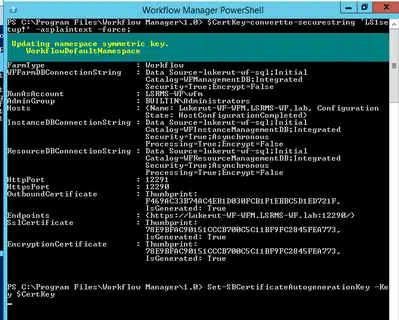 Workflow Manager PowerShell
PS C:\Program Files\Workflow Manager\1.0> $CertKey=convertto-securestring 'LS1se
tup!' -asplaintext -force;
Updating namespace symmetric key.
WorkflowDefaultNamespace
FarmType : Workflow
WFFarmDBConnectionString : Data Source=lukerut-wf-sql;Initial
Catalog=WFManagementDB;Integrated
Security=True;Encrypt=False
RunAsAccount : LSRMS-WF\wfm
AdminGroup : BUILTIN\Administrators
Hosts : {Name: Lukerut-WF-WFM.LSRMS-WF.lab, Configuration
State: HostConfigurationCompleted}
InstanceDBConnectionString : Data Source=lukerut-wf-sql;Initial
Catalog=WFInstanceManagementDB;Integrated
Security=True;Asynchronous
Processing=True;Encrypt=False
ResourceDBConnectionString : Data Source=lukerut-wf-sql;Initial
Catalog=WFResourceManagementDB;Integrated
Security=True;Asynchronous
Processing=True;Encrypt=False
HttpPort : 12291
HttpsPort : 12290
OutboundCertificate : Thumbprint:
F469AC33B74AC4EB1D030FCB1F1EBBC5D1ED721F,
IsGenerated: True
Endpoints : {https://Lukerut-WF-WFM.LSRMS-WF.lab:12290/}
SslCertificate : Thumbprint:
78E9BFAC90151CCCB700C5C11BF9FC2845FEA773,
IsGenerated: True
EncryptionCertificate : Thumbprint:
78E9BFAC90151CCCB700C5C11BF9FC2845FEA773,
IsGenerated: True
PS C:\Program Files\Workflow Manager\1.0> Set-SBCertificateAutogenerationKey -Ke
y $CertKey